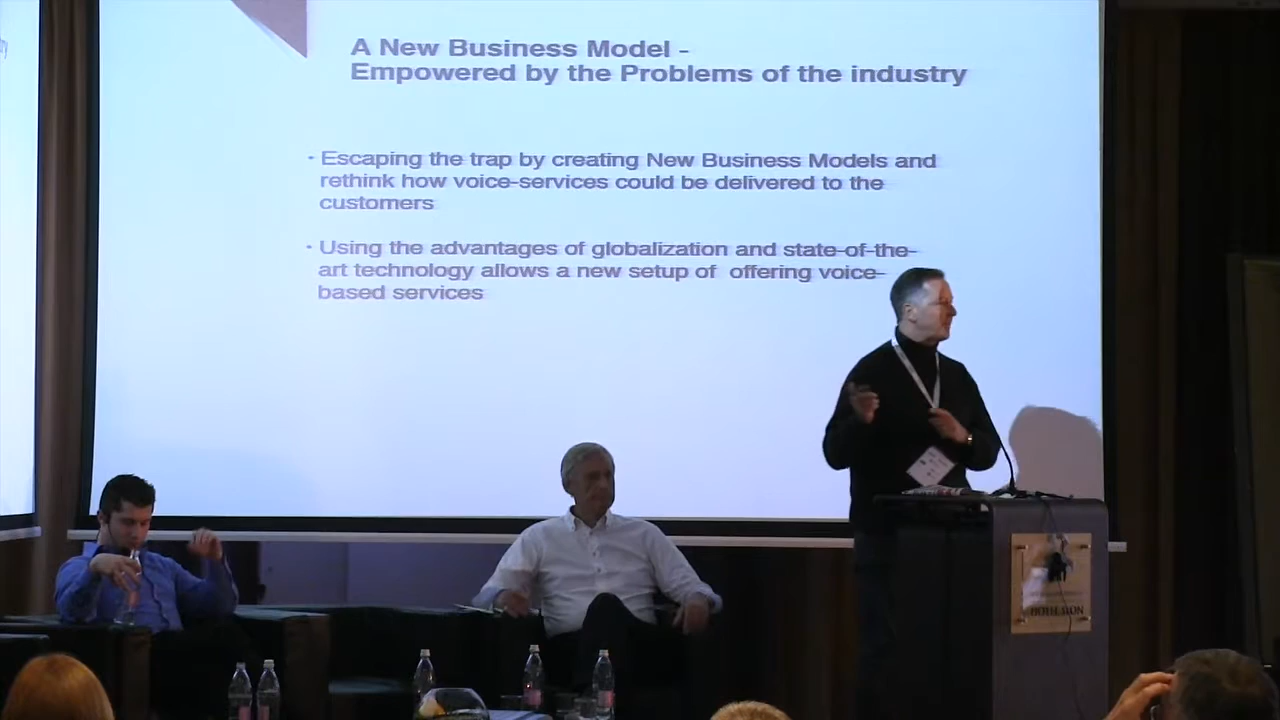 A New Business Model -
Empowered by the Problems of the industry
· Escaping the trap by creating New Business Models and
rethink how voice-services could be delivered to the
customers
· Using the advantages of globalization and state-of-the-
art technology allows a new setup of offering voice-
based services